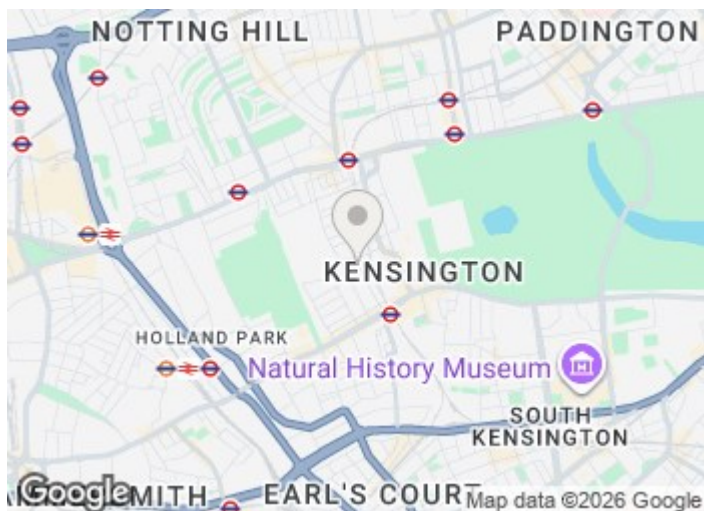 NOTTING HILL
PADDINGTON
KENSINGTON
HOLLAND PARK
Natural History Museum
SOUTH
KENSINGTON
EARL'S COURT
Google
Map data ©2026 Google